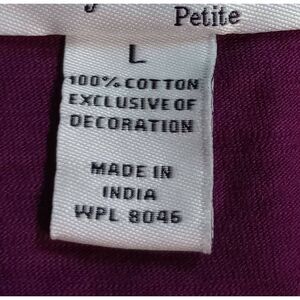 Petite
L
100% COTTON
EXCLUSIVE OF
DECORATION
MADE IN
INDIA
WPL 8046